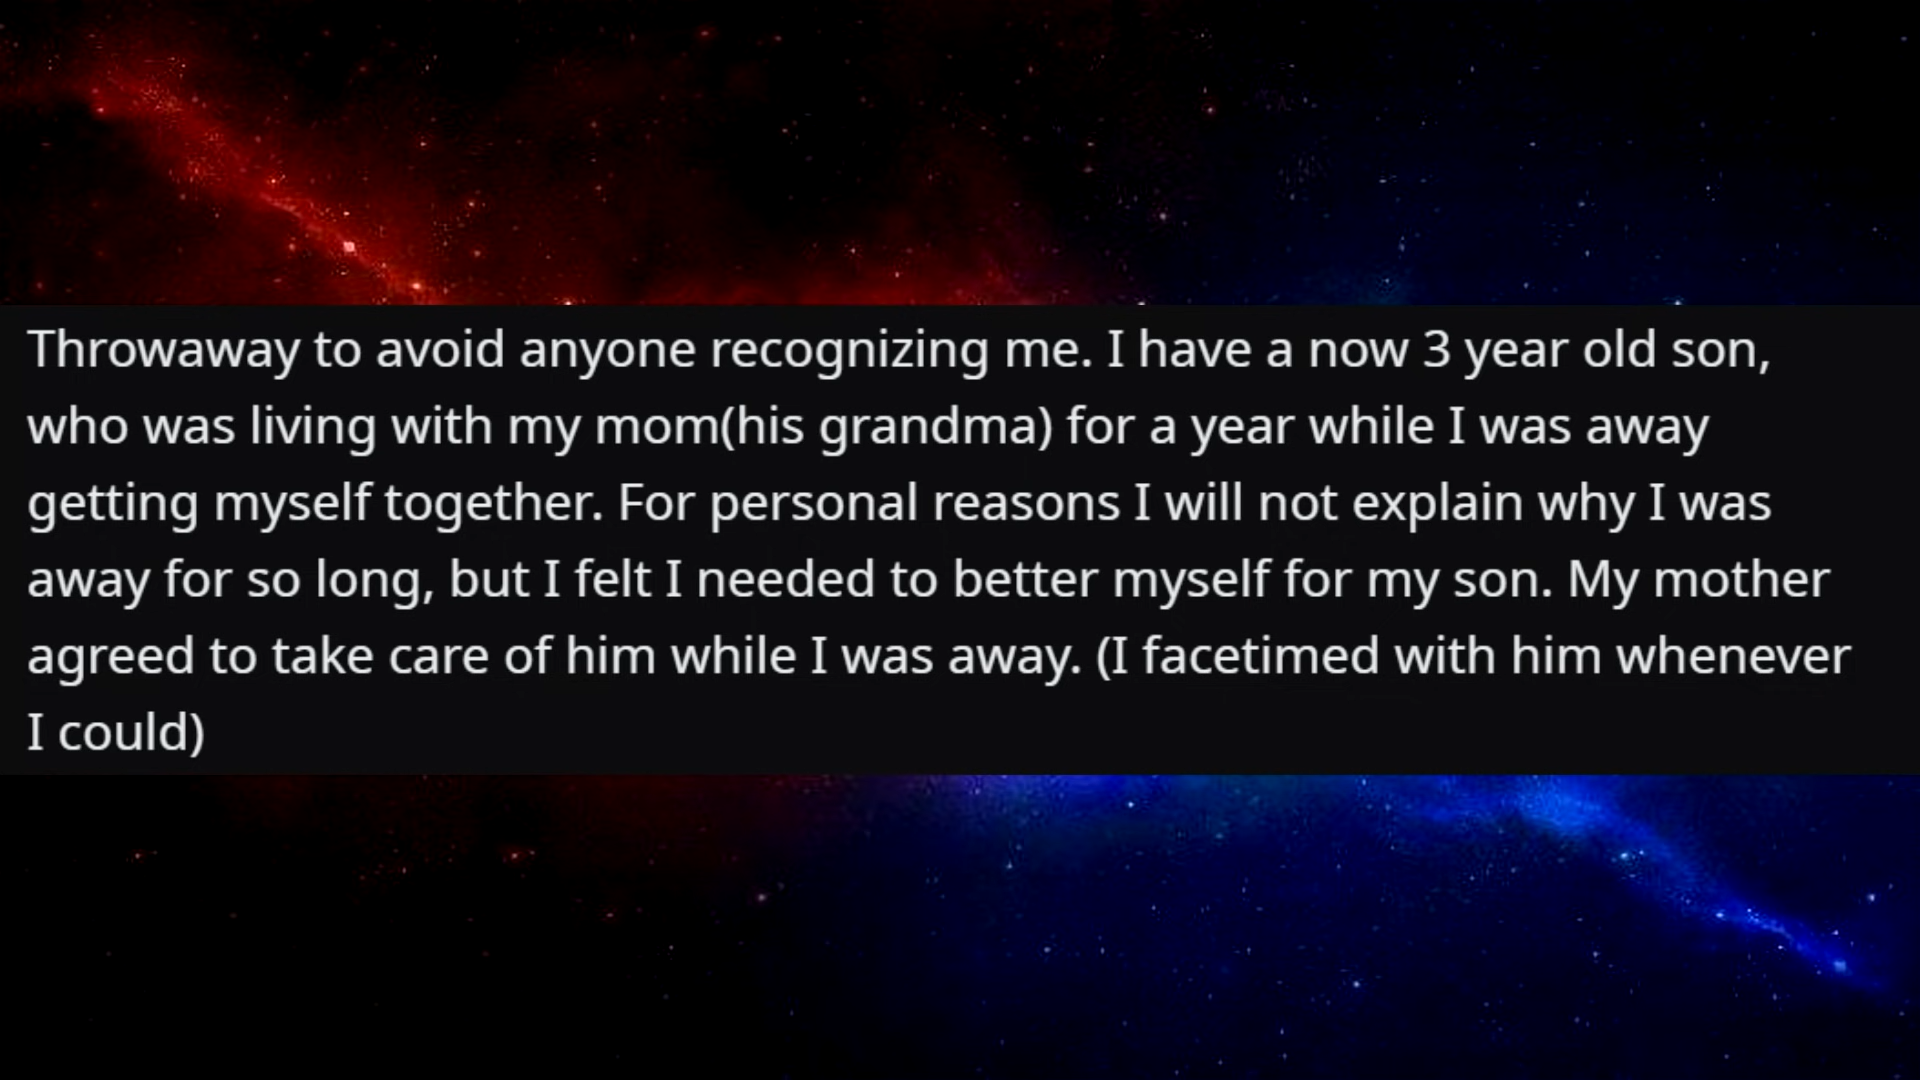 Throwaway to avoid anyone recognizing me. I have a now 3 year old son,
who was living with my mom(his grandma) for a year while I was away
getting myself together. For personal reasons I will not explain why I was
away for so long, but I felt I needed to better myself for my son. My mother
agreed to take care of him while I was away. (I facetimed with him whenever
I could)